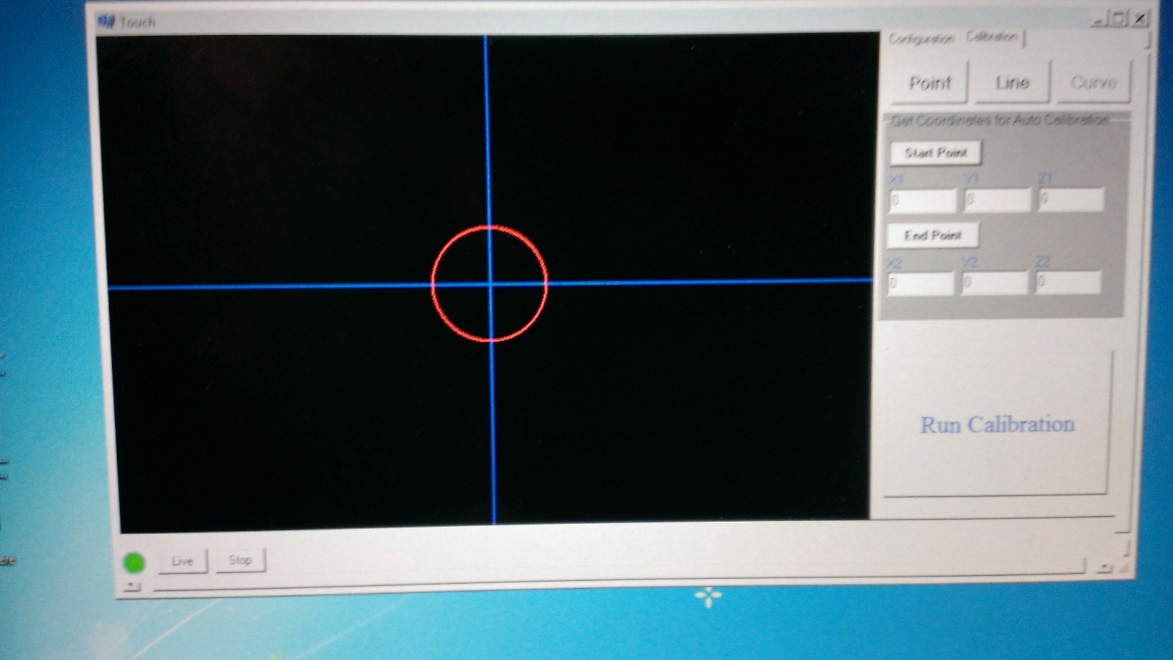 Touch
Configuration Calibration
Point Line Curve
Get Coordinates for Auto Calibration
Start Point
X1 Y1 Z1
0 0 0
End Point
X2 Y2 Z2
0 0 0
Run Calibration
Live Stop